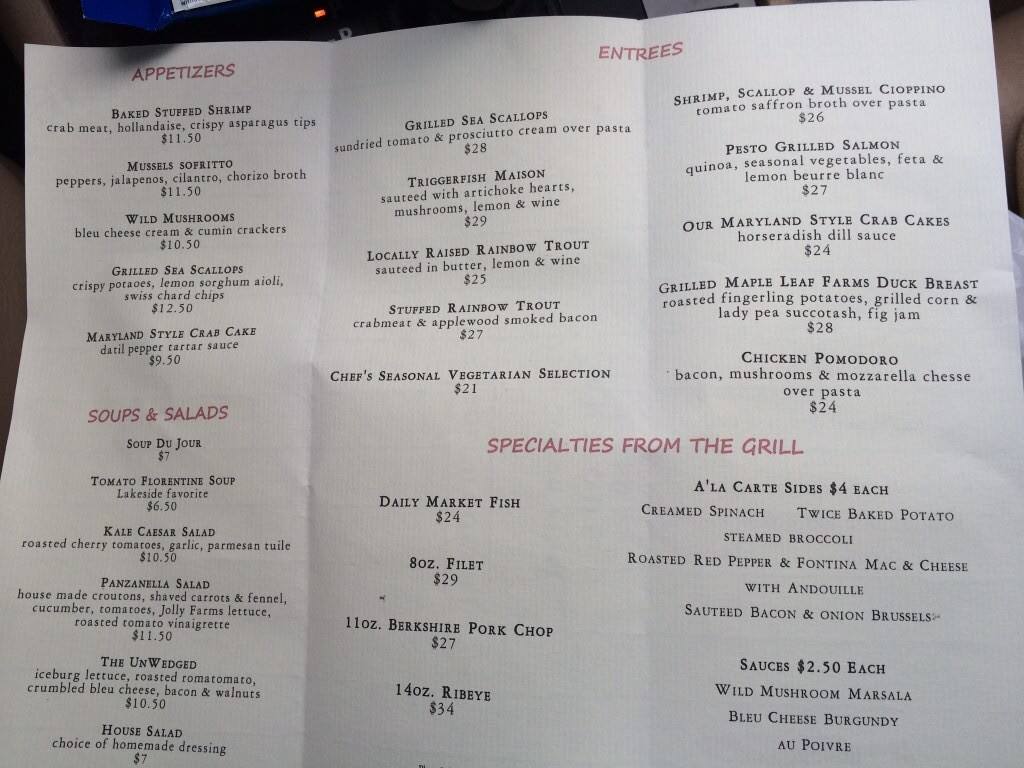 APPETIZERS
BAKED STUFFED SHRIMP
crab meat, hollandaise, crispy asparagus tips
$11.50
MUSSELS SOFRITTO
peppers, jalapenos, cilantro, chorizo broth
$11.50
WILD MUSHROOMS
bleu cheese cream & cumin crackers
$10.50
GRILLED SEA SCALLOPS
crispy potaoes, lemon sorghum aioli,
swiss chard chips
$12.50
MARYLAND STYLE CRAB CAKE
datil pepper tartar sauce
$9.50
SOUPS & SALADS
SOUP DU JOUR
$7
TOMATO FLORENTINE SOUP
Lakeside favorite
$6.50
KALE CAESAR SALAD
roasted cherry tomatoes, garlic, parmesan tuile
$10.50
PANZANELLA SALAD
house made croutons, shaved carrots & fennel,
cucumber, tomatoes, Jolly Farms lettuce,
roasted tomato vinaigrette
$11.50
THE UNWEDGED
iceburg lettuce, roasted romatomato,
crumbled bleu cheese, bacon & walnuts
$10.50
HOUSE SALAD
choice of homemade dressing
$7
ENTREES
GRILLED SEA SCALLOPS
sundried tomato & prosciutto cream over pasta
$28
TRIGGERFISH MAISON
sauteed with artichoke hearts,
mushrooms, lemon & wine
$29
LOCALLY RAISED RAINBOW TROUT
sauteed in butter, lemon & wine
$25
STUFFED RAINBOW TROUT
crabmeat & applewood smoked bacon
$27
CHEF'S SEASONAL VEGETARIAN SELECTION
$21
SHRIMP, SCALLOP & MUSSEL CIOPPINO
tomato saffron broth over pasta
$26
PESTO GRILLED SALMON
quinoa, seasonal vegetables, feta &
lemon beurre blanc
$27
OUR MARYLAND STYLE CRAB CAKES
horseradish dill sauce
$24
GRILLED MAPLE LEAF FARMS DUCK BREAST
roasted fingerling potatoes, grilled corn &
lady pea succotash, fig jam
$28
CHICKEN POMODORO
bacon, mushrooms & mozzarella chesse
over pasta
$24
SPECIALTIES FROM THE GRILL
DAILY MARKET FISH
$24
8OZ. FILET
$29
11OZ. BERKSHIRE PORK CHOP
$27
14OZ. RIBEYE
$34
A'LA CARTE SIDES $4 EACH
CREAMED SPINACH TWICE BAKED POTATO
STEAMED BROCCOLI
ROASTED RED PEPPER & FONTINA MAC & CHEESE
WITH ANDOUILLE
SAUTEED BACON & ONION BRUSSELS
SAUCES $2.50 EACH
WILD MUSHROOM MARSALA
BLEU CHEESE BURGUNDY
AU POIVRE